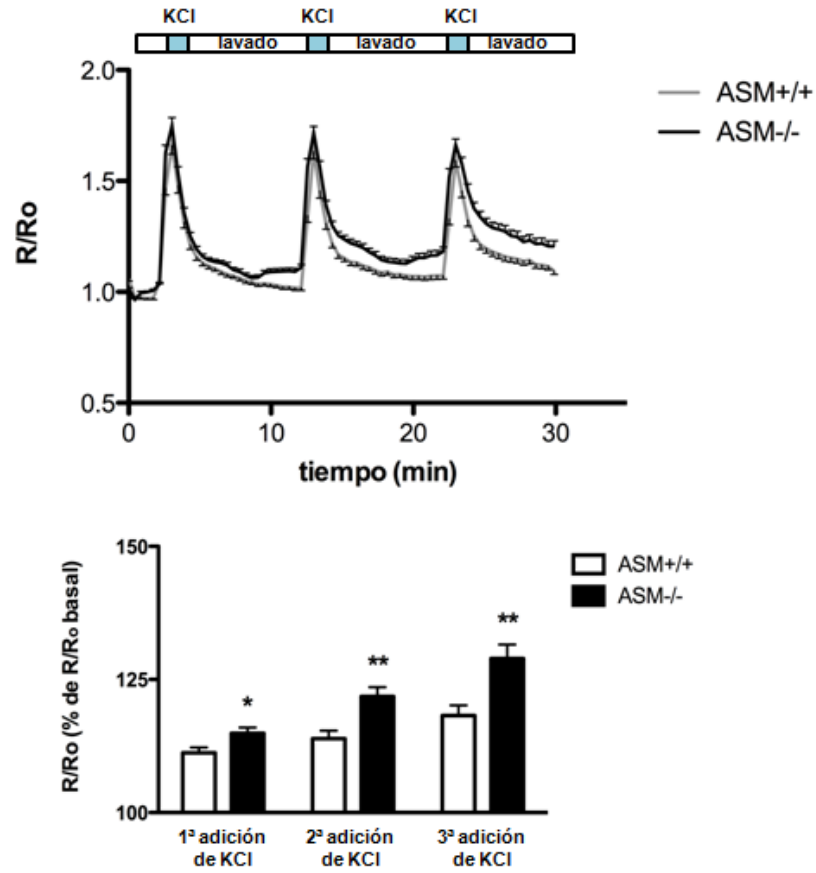 KCl KCl KCl
lavado lavado lavado
2.0
1.5
1.0
0.5
R/Ro
0 10 20 30
tiempo (min)
ASM+/+
ASM-/-
150
125
100
R/Ro (% de R/Ro basal)
* ** **
1ª adición de KCl
2ª adición de KCl
3ª adición de KCl
ASM+/+
ASM-/-